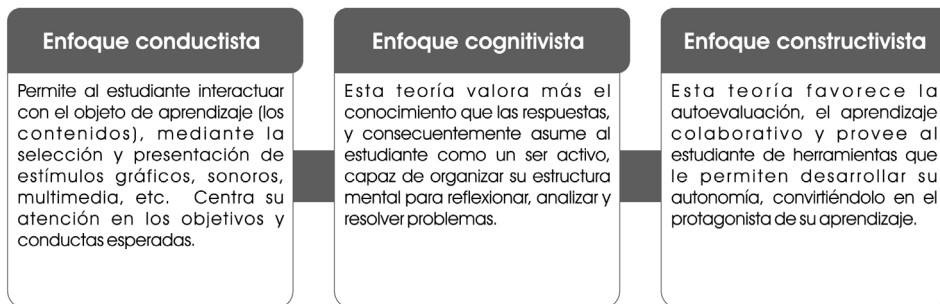 Enfoque conductista
Permite al estudiante interactuar
con el objeto de aprendizaje (los
contenidos), mediante la
selección y presentación de
estímulos gráficos, sonoros,
multimedia, etc. Centra su
atención en los objetivos y
conductas esperadas.
Enfoque cognitivista
Esta teoría valora más el
conocimiento que las respuestas,
y consecuentemente asume al
estudiante como un ser activo,
capaz de organizar su estructura
mental para reflexionar, analizar y
resolver problemas.
Enfoque constructivista
Esta teoría favorece la
autoevaluación, el aprendizaje
colaborativo y provee al
estudiante de herramientas que
le permiten desarrollar su
autonomía, convirtiéndolo en el
protagonista de su aprendizaje.